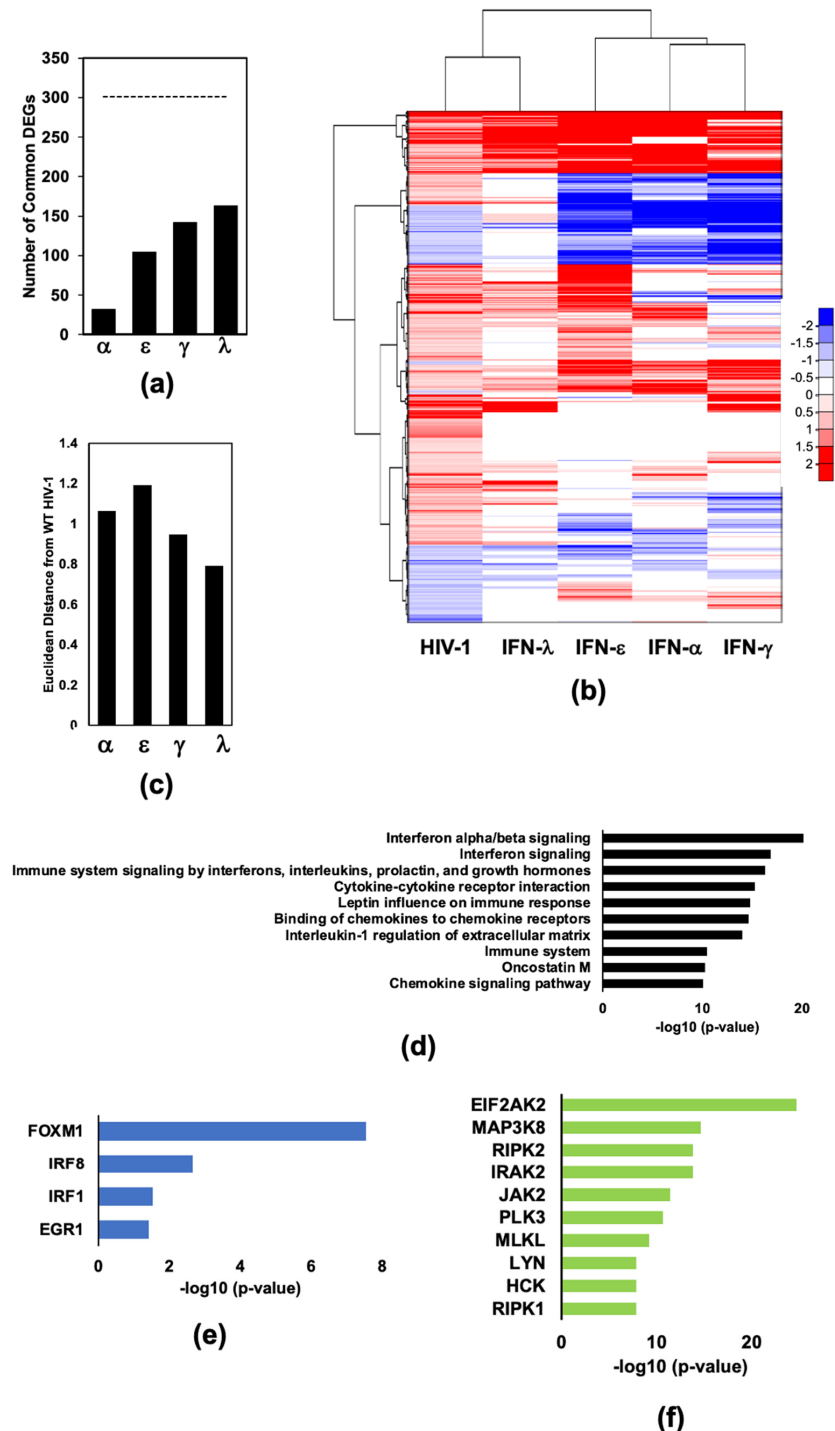 350
300
250
200
150
100
50
0
Number of Common DEGs
α ε γ λ
(a)
-2
-1.5
-1
-0.5
0
0.5
1
1.5
2
HIV-1 IFN-λ IFN-ε IFN-α IFN-γ
(b)
1.4
1.2
1
0.8
0.6
0.4
0.2
0
Euclidean DIstance from WT HIV-1
α ε γ λ
(c)
Interferon alpha/beta signaling
Interferon signaling
Immune system signaling by interferons, interleukins, prolactin, and growth hormones
Cytokine-cytokine receptor interaction
Leptin influence on immune response
Binding of chemokines to chemokine receptors
Interleukin-1 regulation of extracellular matrix
Immune system
Oncostatin M
Chemokine signaling pathway
0 10 20
-log10 (p-value)
(d)
FOXM1
IRF8
IRF1
EGR1
0 2 4 6 8
-log10 (p-value)
(e)
EIF2AK2
MAP3K8
RIPK2
IRAK2
JAK2
PLK3
MLKL
LYN
HCK
RIPK1
0 10 20
-log10 (p-value)
(f)